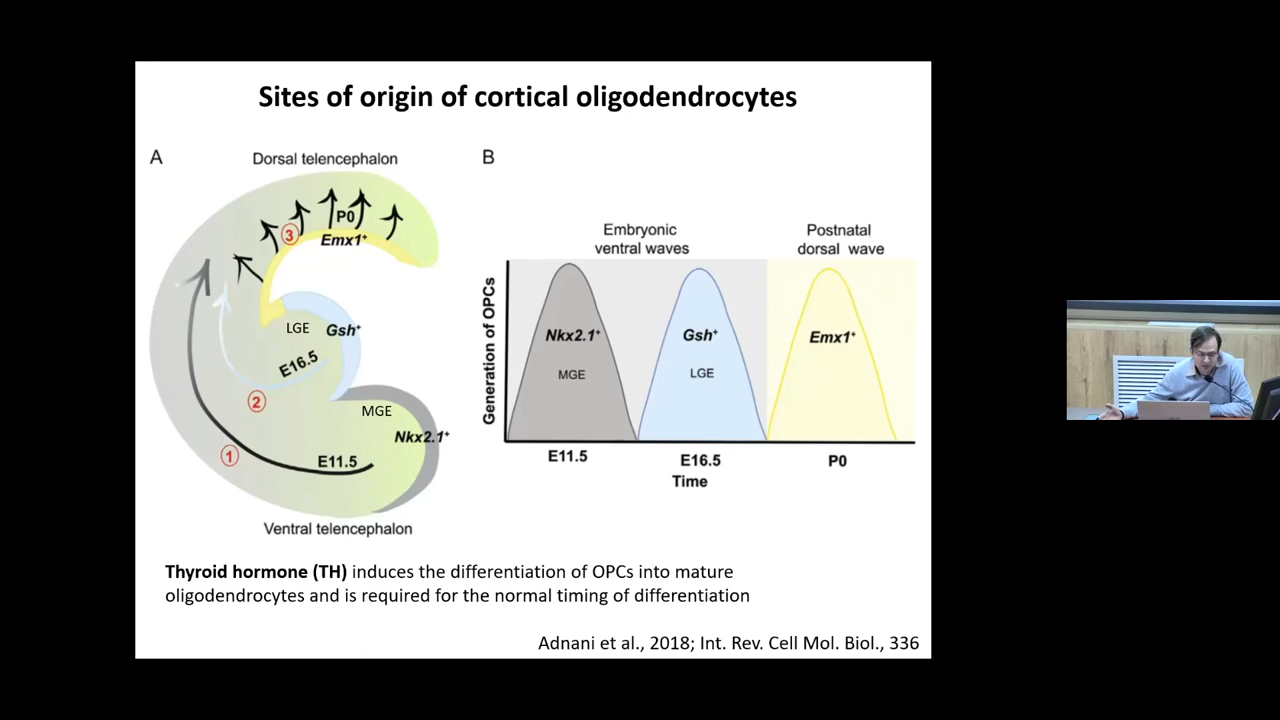 Sites of origin of cortical oligodendrocytes
A
Dorsal telencephalon
P0
3
Emx1⁺
LGE
Gsh⁺
E16.5
2
MGE
Nkx2.1⁺
1
E11.5
Ventral telencephalon
B
Embryonic
ventral waves
Postnatal
dorsal wave
Generation of OPCs
Nkx2.1⁺
MGE
Gsh⁺
LGE
Emx1⁺
E11.5
E16.5
P0
Time
Thyroid hormone (TH) induces the differentiation of OPCs into mature
oligodendrocytes and is required for the normal timing of differentiation
Adnani et al., 2018; Int. Rev. Cell Mol. Biol., 336